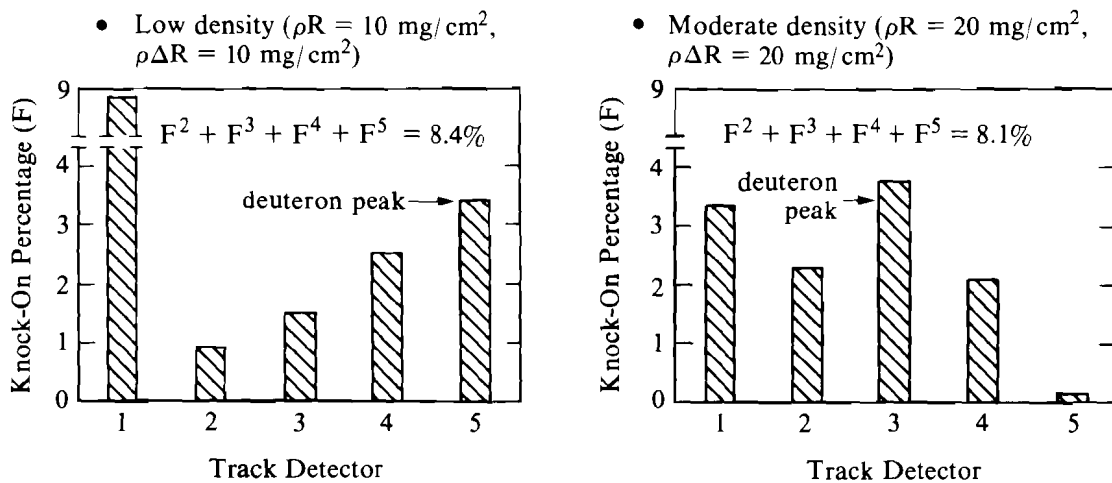 • Low density (ρR = 10 mg/cm²,
ρΔR = 10 mg/cm²)
Knock-On Percentage (F)
9
4
3
2
1
0
F² + F³ + F⁴ + F⁵ = 8.4%
deuteron peak
1 2 3 4 5
Track Detector
• Moderate density (ρR = 20 mg/cm²,
ρΔR = 20 mg/cm²)
Knock-On Percentage (F)
9
4
3
2
1
0
F² + F³ + F⁴ + F⁵ = 8.1%
deuteron
peak
1 2 3 4 5
Track Detector